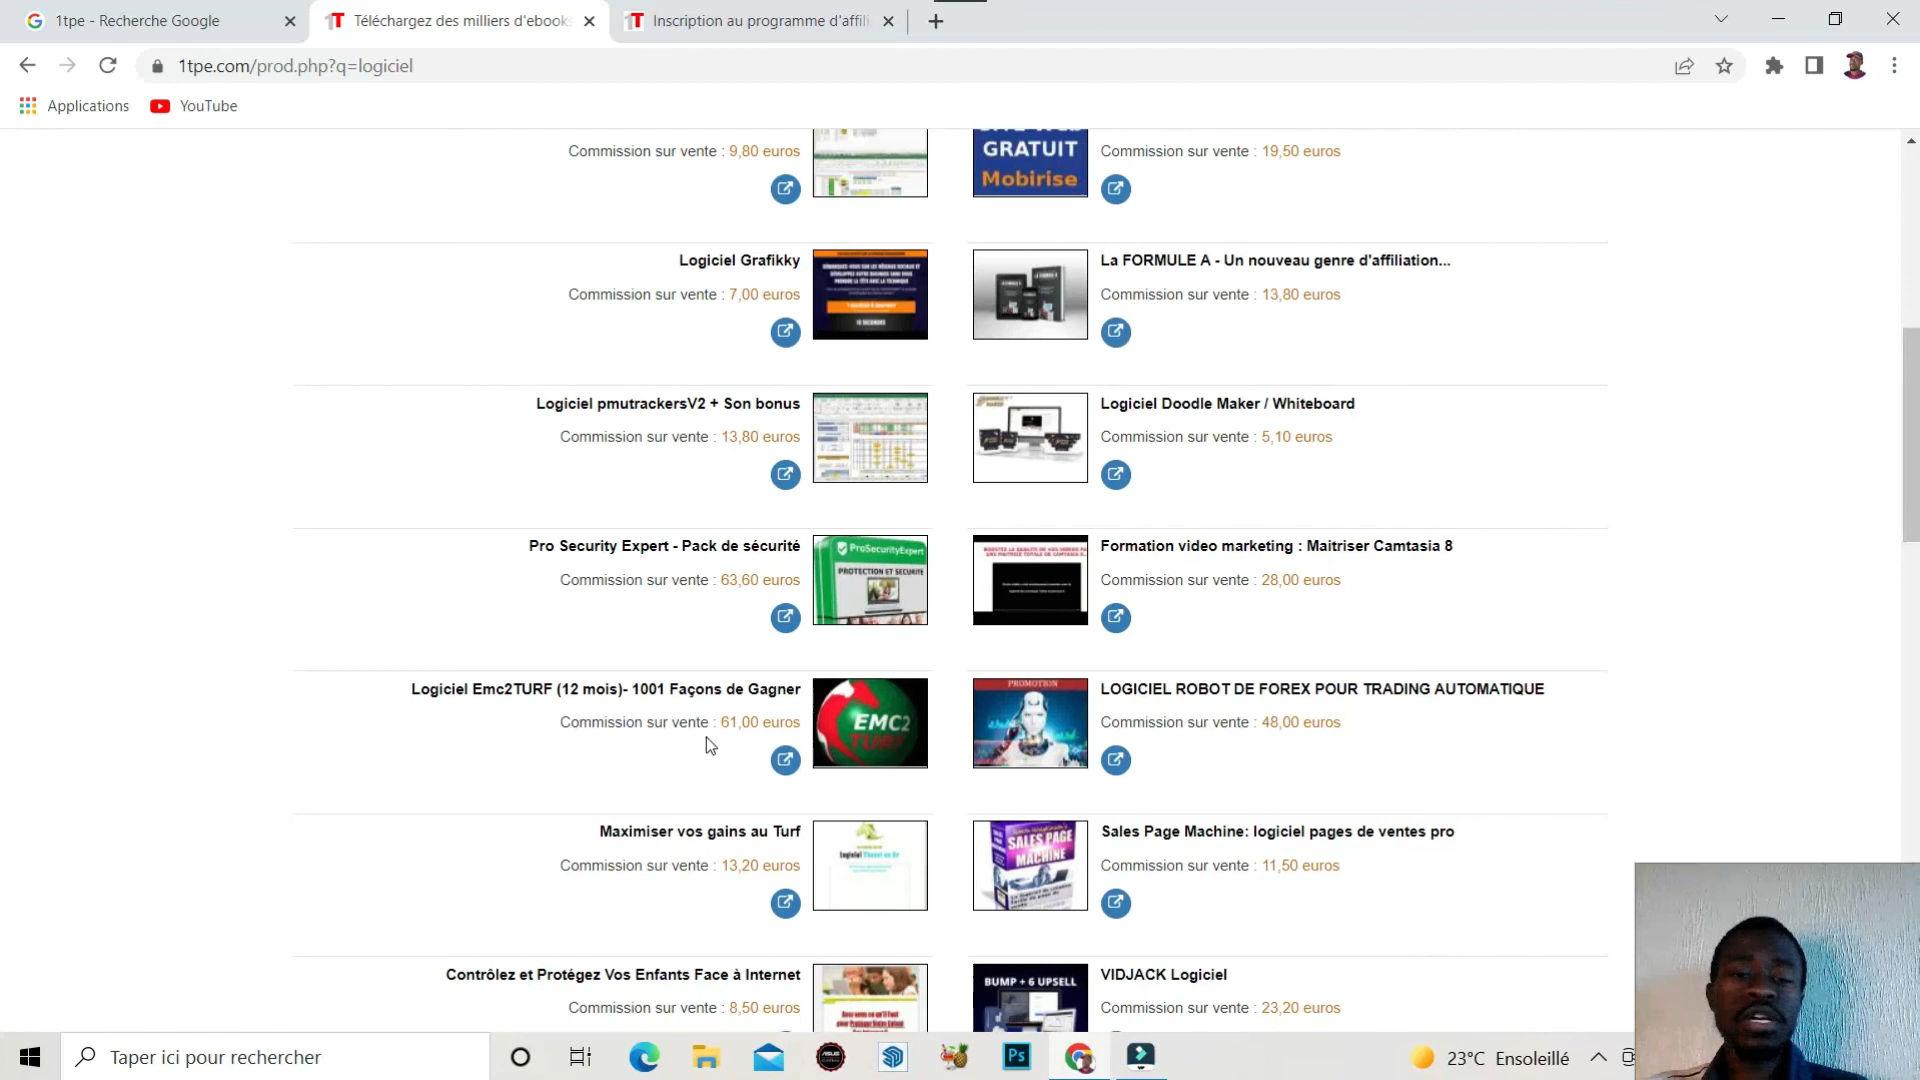 1tpe - Recherche Google
Téléchargez des milliers d'ebook
Inscription au programme d'affili
1tpe.com/prod.php?q=logiciel
Applications
YouTube
Commission sur vente : 9,80 euros
GRATUIT
Mobirise
Commission sur vente : 19,50 euros
Logiciel Grafikky
Commission sur vente : 7,00 euros
La FORMULE A - Un nouveau genre d'affiliation...
Commission sur vente : 13,80 euros
Logiciel pmutrackersV2 + Son bonus
Commission sur vente : 13,80 euros
Logiciel Doodle Maker / Whiteboard
Commission sur vente : 5,10 euros
Pro Security Expert - Pack de sécurité
Commission sur vente : 63,60 euros
ProSecurityExpert
PROTECTION ET SECURITE
Formation video marketing : Maitriser Camtasia 8
Commission sur vente : 28,00 euros
Logiciel Emc2TURF (12 mois)- 1001 Façons de Gagner
Commission sur vente : 61,00 euros
EMC2
TURF
PROMOTION
LOGICIEL ROBOT DE FOREX POUR TRADING AUTOMATIQUE
Commission sur vente : 48,00 euros
Maximiser vos gains au Turf
Commission sur vente : 13,20 euros
SALES PAGE
MACHINE
Sales Page Machine: logiciel pages de ventes pro
Commission sur vente : 11,50 euros
Contrôlez et Protégez Vos Enfants Face à Internet
Commission sur vente : 8,50 euros
BUMP + 6 UPSELL
VIDJACK Logiciel
Commission sur vente : 23,20 euros
Taper ici pour rechercher
Ps
23°C Ensoleillé